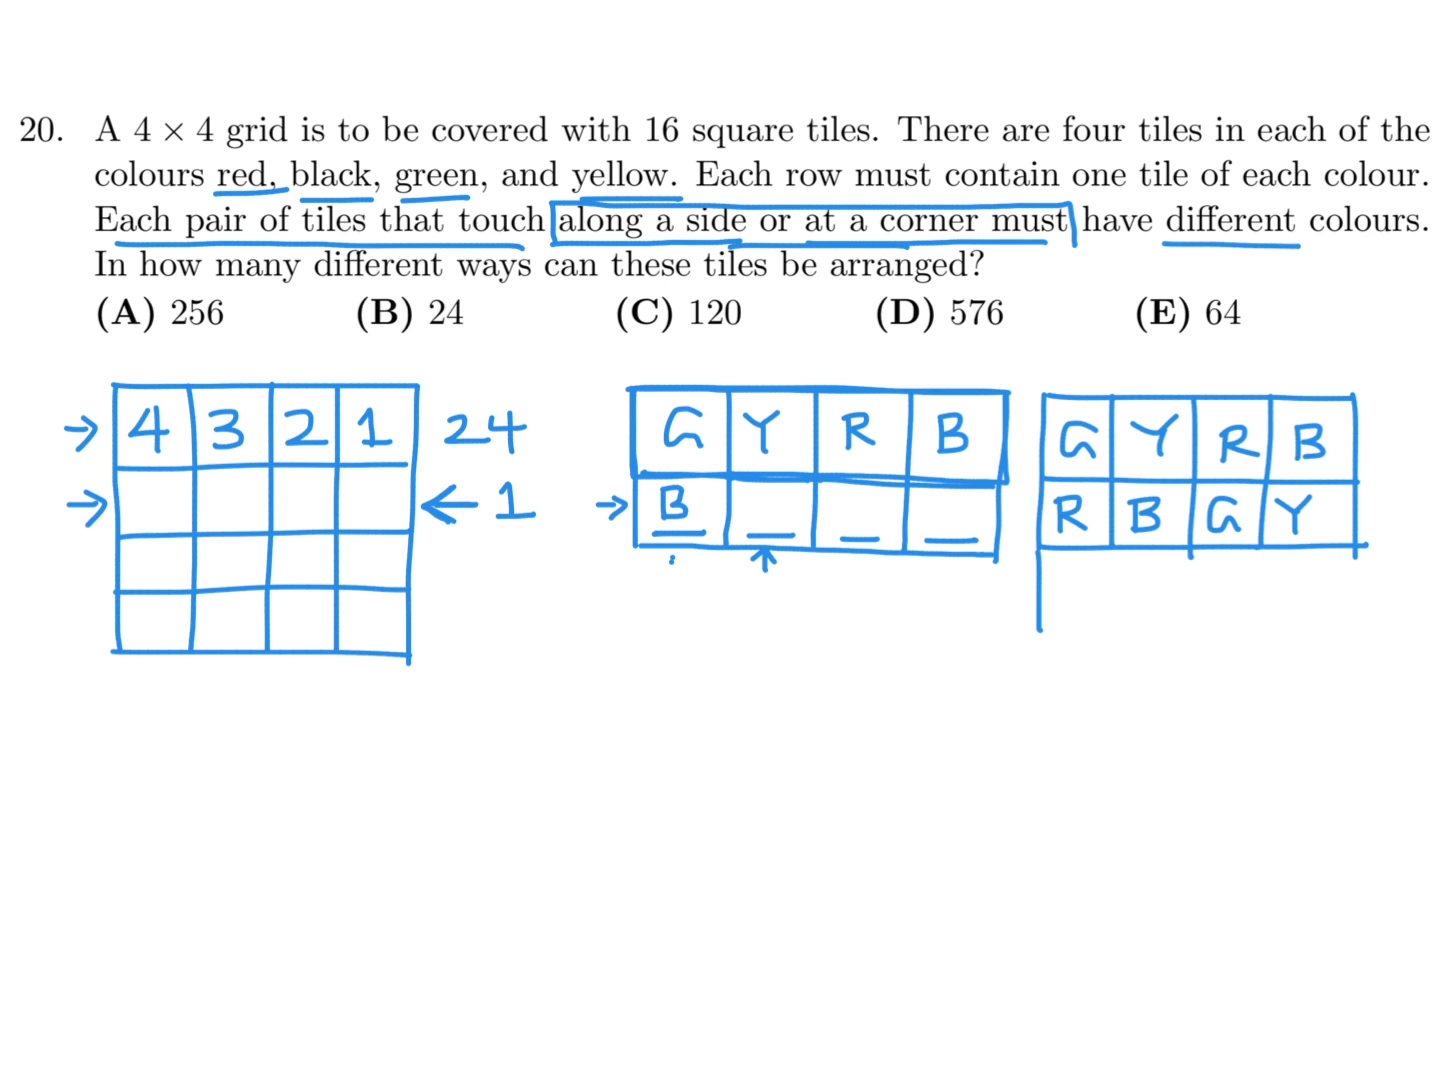 20. A 4 × 4 grid is to be covered with 16 square tiles. There are four tiles in each of the
colours red, black, green, and yellow. Each row must contain one tile of each colour.
Each pair of tiles that touch along a side or at a corner must have different colours.
In how many different ways can these tiles be arranged?
(A) 256 (B) 24 (C) 120 (D) 576 (E) 64
→ 4 3 2 1 24
→ ← 1
G Y R B
→ B
↑
G Y R B
R B G Y